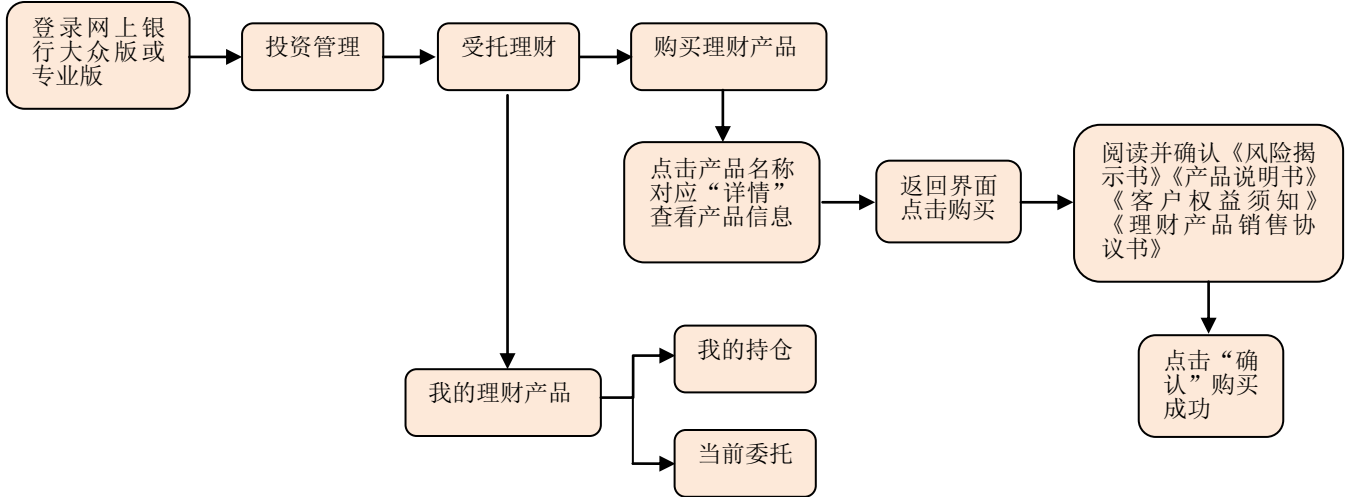 登录网上银
行大众版或
专业版
投资管理
受托理财
购买理财产品
点击产品名称
对应“详情”
查看产品信息
返回界面
点击购买
阅读并确认《风险揭
示书》《产品说明书》
《客户权益须知》
《理财产品销售协
议书》
点击“确
认”购买
成功
我的理财产品
我的持仓
当前委托